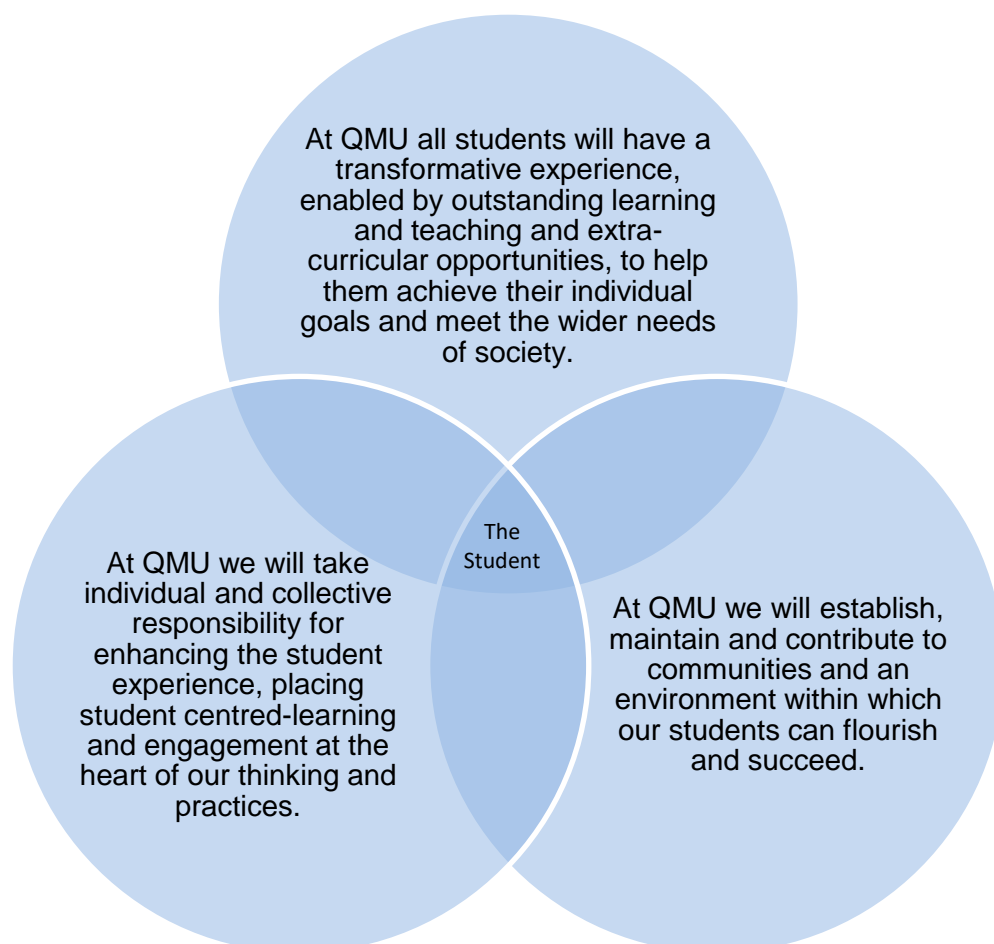 At QMU all students will have a
transformative experience,
enabled by outstanding learning
and teaching and extra-
curricular opportunities, to help
them achieve their individual
goals and meet the wider needs
of society.
The
Student
At QMU we will take
individual and collective
responsibility for
enhancing the student
experience, placing
student centred-learning
and engagement at the
heart of our thinking and
practices.
At QMU we will establish,
maintain and contribute to
communities and an
environment within which
our students can flourish
and succeed.